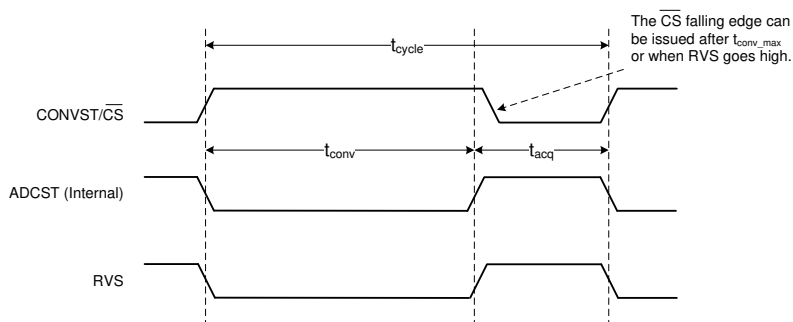 The CS falling edge can
be issued after tconv_max
or when RVS goes high.
tcycle
CONVST/CS
tconv
tacq
ADCST (Internal)
RVS